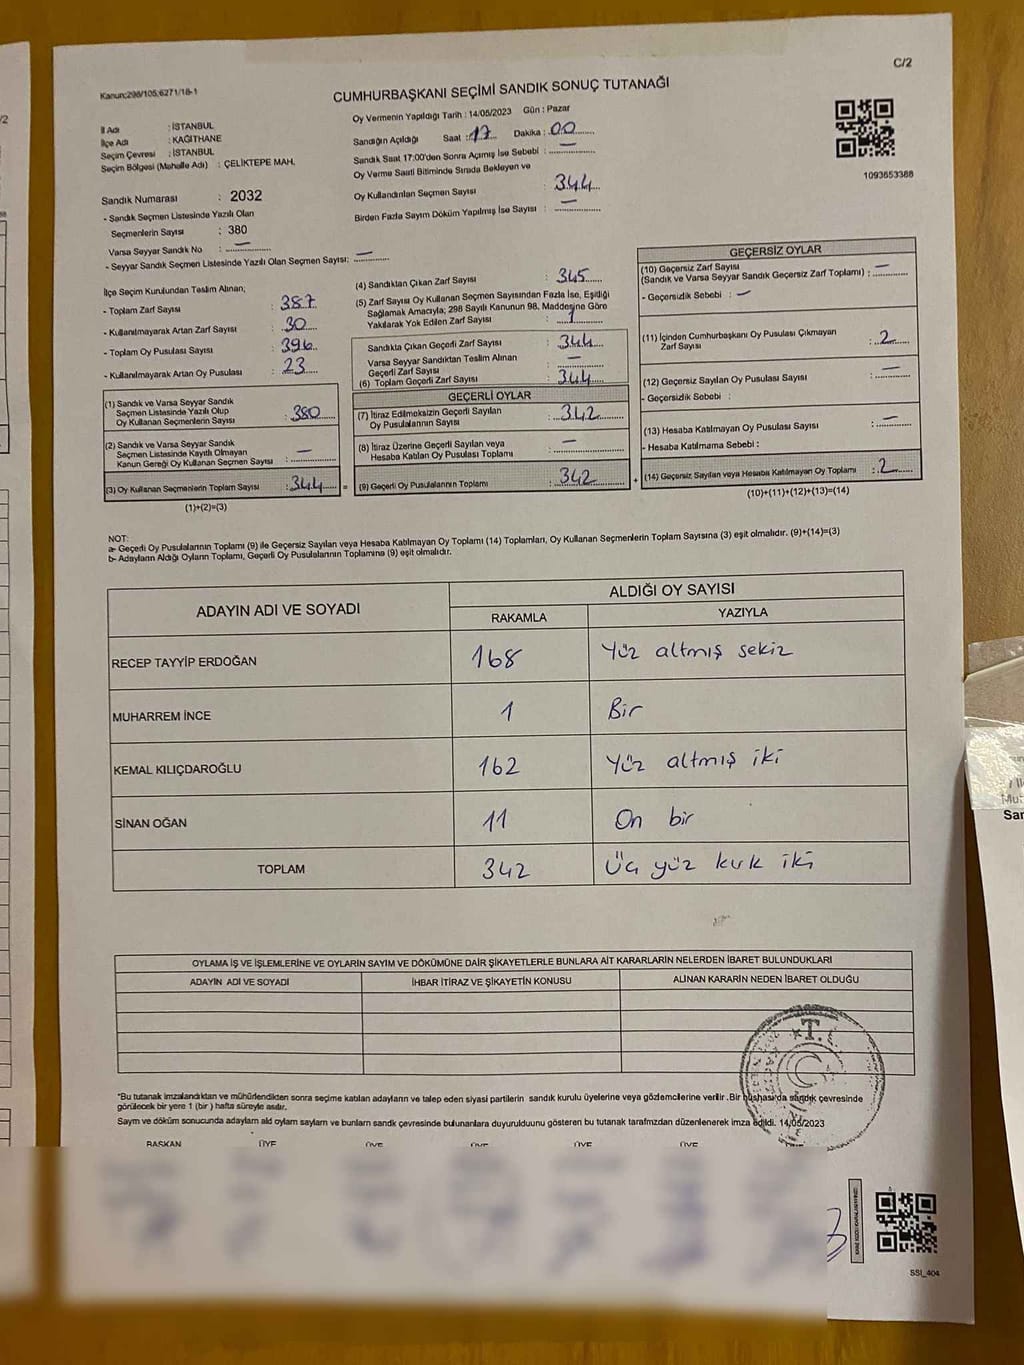 C/2
Kanun:298/105;6271/18-1
CUMHURBAŞKANI SEÇİMİ SANDIK SONUÇ TUTANAĞI
Oy Vermenin Yapıldığı Tarih : 14/05/2023 Gün : Pazar
İl Adı : İSTANBUL
İlçe Adı : KAĞITHANE
Seçim Çevresi : İSTANBUL
Seçim Bölgesi (Mahalle Adı) : ÇELİKTEPE MAH.
Sandığın Açıldığı Saat : 17 Dakika : 00
Sandık Saat 17:00'den Sonra Açılmış İse Sebebi : —
Oy Verme Saati Bitiminde Sırada Bekleyen ve
Oy Kullandırılan Seçmen Sayısı : 344
Birden Fazla Sayım Döküm Yapılmış İse Sayısı : —
1093653388
Sandık Numarası : 2032
- Sandık Seçmen Listesinde Yazılı Olan
Seçmenlerin Sayısı : 380
Varsa Seyyar Sandık No : —
- Seyyar Sandık Seçmen Listesinde Yazılı Olan Seçmen Sayısı: —
İlçe Seçim Kurulundan Teslim Alınan;
- Toplam Zarf Sayısı : 387
- Kullanılmayarak Artan Zarf Sayısı : 30
- Toplam Oy Pusulası Sayısı : 396
- Kullanılmayarak Artan Oy Pusulası : 23
(1) Sandık ve Varsa Seyyar Sandık
Seçmen Listesinde Yazılı Olup
Oy Kullanan Seçmenlerin Sayısı : 380
(2) Sandık ve Varsa Seyyar Sandık
Seçmen Listesinde Kayıtlı Olmayan
Kanun Gereği Oy Kullanan Seçmen Sayısı : —
(3) Oy Kullanan Seçmenlerin Toplam Sayısı : 344 =
(1)+(2)=(3)
(4) Sandıktan Çıkan Zarf Sayısı : 345
(5) Zarf Sayısı Oy Kullanan Seçmen Sayısından Fazla İse, Eşitliği
Sağlamak Amacıyla; 298 Sayılı Kanunun 98. Maddesine Göre
Yakılarak Yok Edilen Zarf Sayısı : 1
Sandıkta Çıkan Geçerli Zarf Sayısı : 344
Varsa Seyyar Sandıktan Teslim Alınan
Geçerli Zarf Sayısı : —
(6) Toplam Geçerli Zarf Sayısı : 344
GEÇERLİ OYLAR
(7) İtiraz Edilmeksizin Geçerli Sayılan
Oy Pusulalarının Sayısı : 342
(8) İtiraz Üzerine Geçerli Sayılan veya
Hesaba Katılan Oy Pusulası Toplamı : —
(9) Geçerli Oy Pusulalarının Toplamı : 342 +
GEÇERSİZ OYLAR
(10) Geçersiz Zarf Sayısı
(Sandık ve Varsa Seyyar Sandık Geçersiz Zarf Toplamı) : —
- Geçersizlik Sebebi : —
(11) İçinden Cumhurbaşkanı Oy Pusulası Çıkmayan
Zarf Sayısı : 2
(12) Geçersiz Sayılan Oy Pusulası Sayısı : —
- Geçersizlik Sebebi :
(13) Hesaba Katılmayan Oy Pusulası Sayısı : —
- Hesaba Katılmama Sebebi :
(14) Geçersiz Sayılan veya Hesaba Katılmayan Oy Toplamı : 2
(10)+(11)+(12)+(13)=(14)
NOT:
a- Geçerli Oy Pusulalarının Toplamı (9) ile Geçersiz Sayılan veya Hesaba Katılmayan Oy Toplamı (14) Toplamları, Oy Kullanan Seçmenlerin Toplam Sayısına (3) eşit olmalıdır. (9)+(14)=(3)
b- Adayların Aldığı Oyların Toplamı, Geçerli Oy Pusulalarının Toplamına (9) eşit olmalıdır.
ADAYIN ADI VE SOYADI
ALDIĞI OY SAYISI
RAKAMLA YAZIYLA
RECEP TAYYİP ERDOĞAN 168 Yüz altmış sekiz
MUHARREM İNCE 1 Bir
KEMAL KILIÇDAROĞLU 162 Yüz altmış iki
SİNAN OĞAN 11 On bir
TOPLAM 342 Üç yüz kırk iki
OYLAMA İŞ VE İŞLEMLERİNE VE OYLARIN SAYIM VE DÖKÜMÜNE DAİR ŞİKAYETLERLE BUNLARA AİT KARARLARIN NELERDEN İBARET BULUNDUKLARI
ADAYIN ADI VE SOYADI İHBAR İTİRAZ VE ŞİKAYETİN KONUSU ALINAN KARARIN NEDEN İBARET OLDUĞU
T.C.
*Bu tutanak imzalandıktan ve mühürlendikten sonra seçime katılan adayların ve talep eden siyasi partilerin sandık kurulu üyelerine veya gözlemcilerine verilir. Bir nüshası da sandık çevresinde
görülecek bir yere 1 (bir) hafta süreyle asılır.
Sayım ve döküm sonucunda adayların aldı oyların sayların ve bunların sandk çevresinde bulunanlara duyurulduunu gösteren bu tutanak tarafmzdan düzenlenerek imza edildi. 14/05/2023
BAŞKAN ÜYE ÜYE ÜYE ÜYE ÜYE
SSI_404